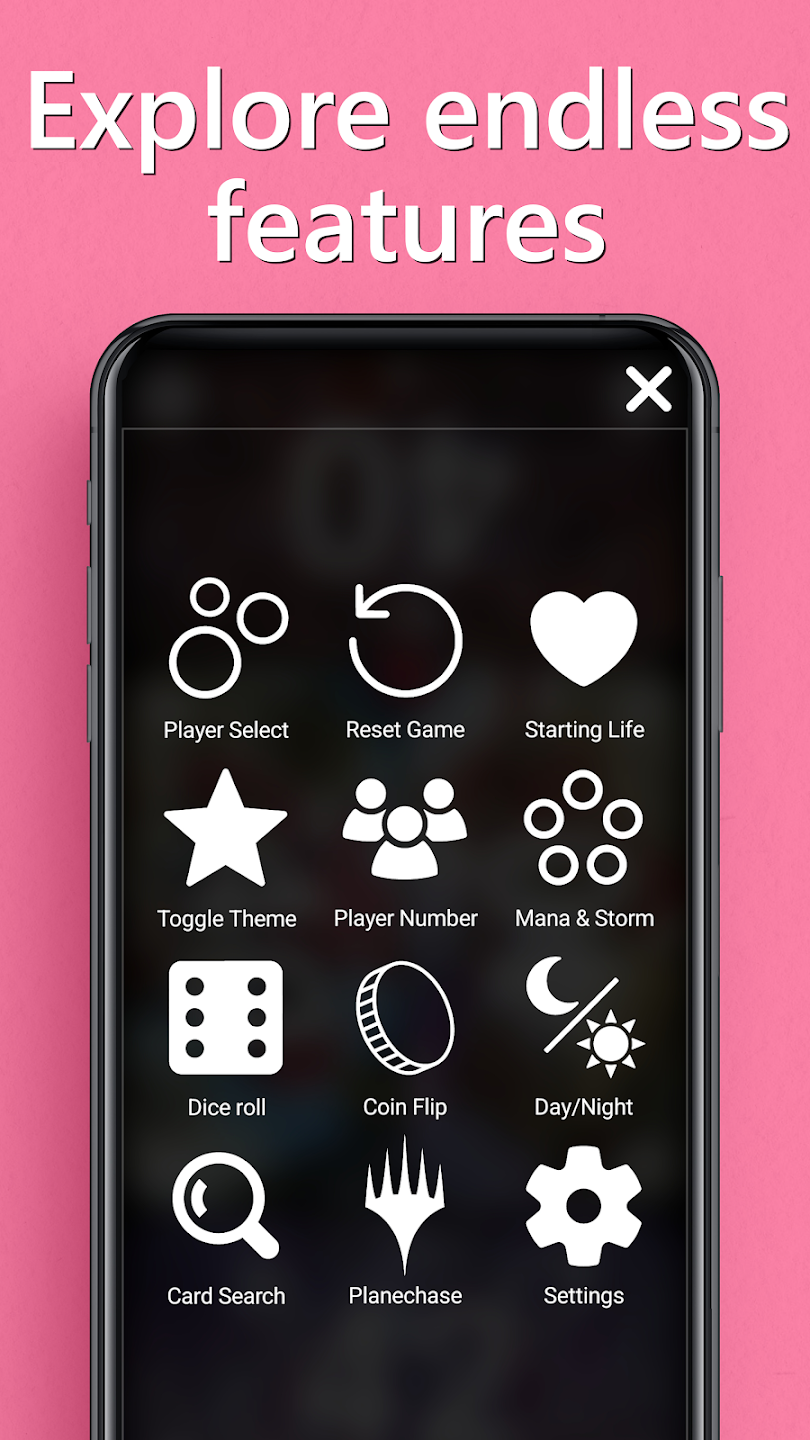 Explore endless
features
Player Select
Reset Game
Starting Life
Toggle Theme
Player Number
Mana & Storm
Dice roll
Coin Flip
Day/Night
Card Search
Planechase
Settings